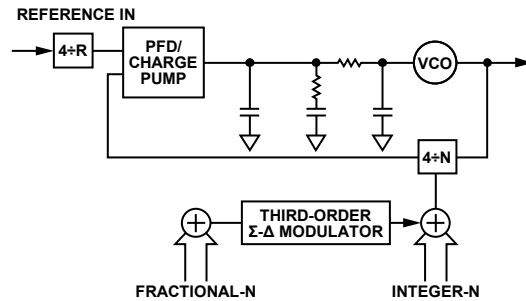 REFERENCE IN
4÷R
PFD/
CHARGE
PUMP
VCO
4÷N
THIRD-ORDER
Σ-Δ MODULATOR
+
+
FRACTIONAL-N
INTEGER-N